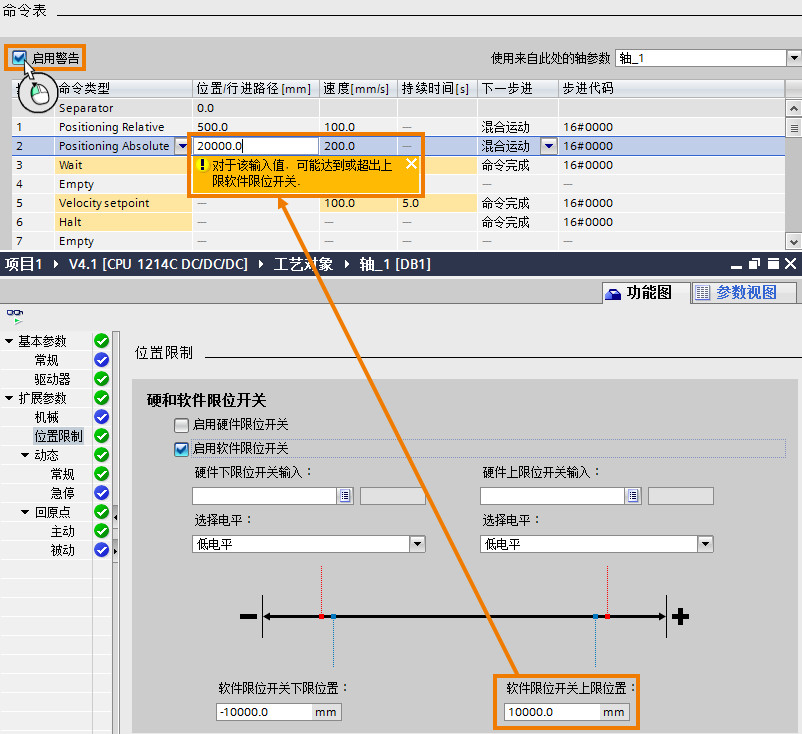 命令表
启用警告
使用来自此处的轴参数 轴_1
命令类型 位置/行进路径[mm] 速度[mm/s] 持续时间[s] 下一步进 步进代码
Separator 0.0
1 Positioning Relative 500.0 100.0 — 混合运动 16#0000
2 Positioning Absolute 20000.0 200.0 — 混合运动 16#0000
对于该输入值，可能达到或超出上
限软件限位开关.
3 Wait 命令完成 16#0000
4 Empty — — — — —
5 Velocity setpoint — 100.0 5.0 命令完成 16#0000
6 Halt — — — 命令完成 16#0000
7 Empty — — — — —
项目1 ▸ V4.1 [CPU 1214C DC/DC/DC] ▸ 工艺对象 ▸ 轴_1 [DB1]
功能图 参数视图
基本参数
常规
驱动器
扩展参数
机械
位置限制
动态
常规
急停
回原点
主动
被动
位置限制
硬和软件限位开关
启用硬件限位开关
启用软件限位开关
硬件下限位开关输入： 硬件上限位开关输入：
选择电平： 选择电平：
低电平 低电平
软件限位开关下限位置： 软件限位开关上限位置：
-10000.0 mm 10000.0 mm